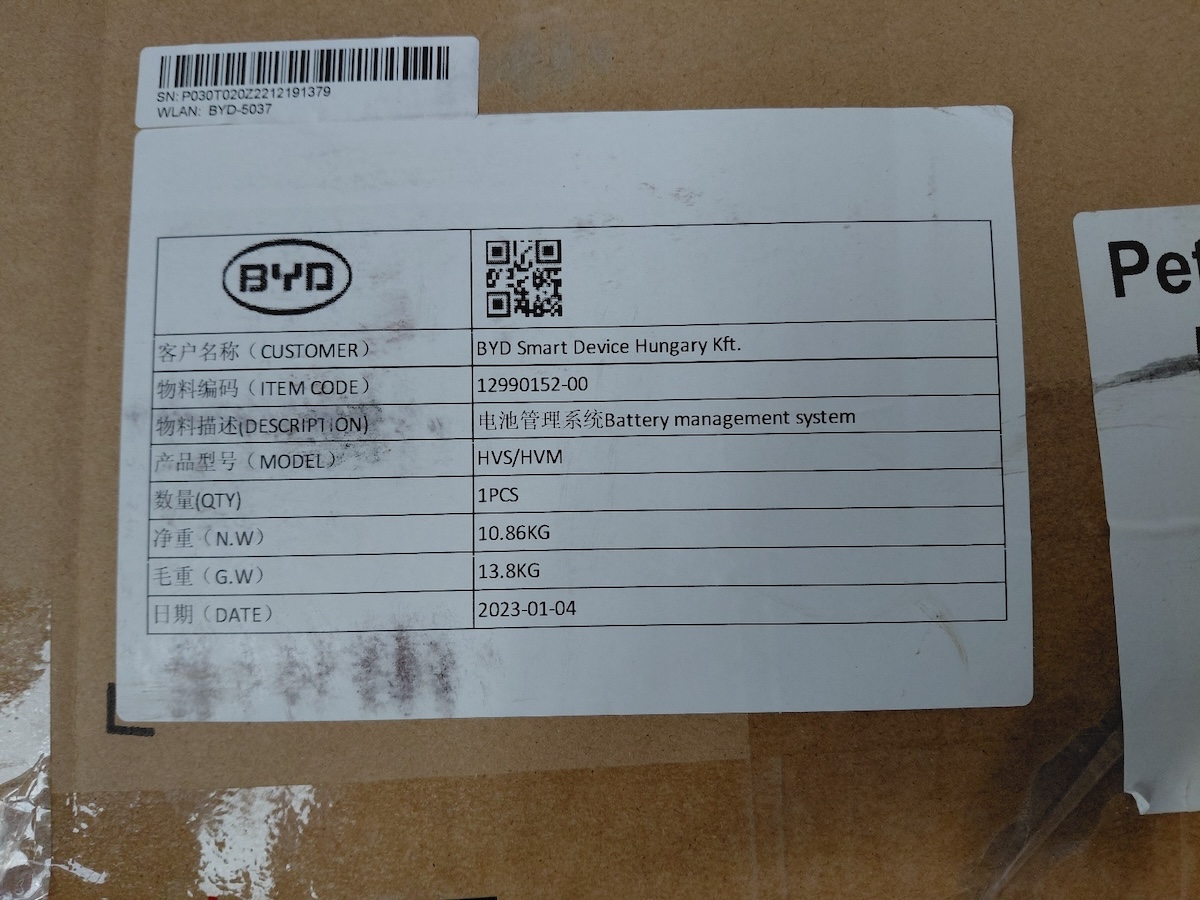 SN: P030T020Z2212191379
WLAN: BYD-5037
BYD
客户名称（CUSTOMER） BYD Smart Device Hungary Kft.
物料编码（ITEM CODE） 12990152-00
物料描述(DESCRIPTION) 电池管理系统Battery management system
产品型号（MODEL） HVS/HVM
数量(QTY) 1PCS
净重（N.W） 10.86KG
毛重（G.W） 13.8KG
日期（DATE） 2023-01-04
Pet